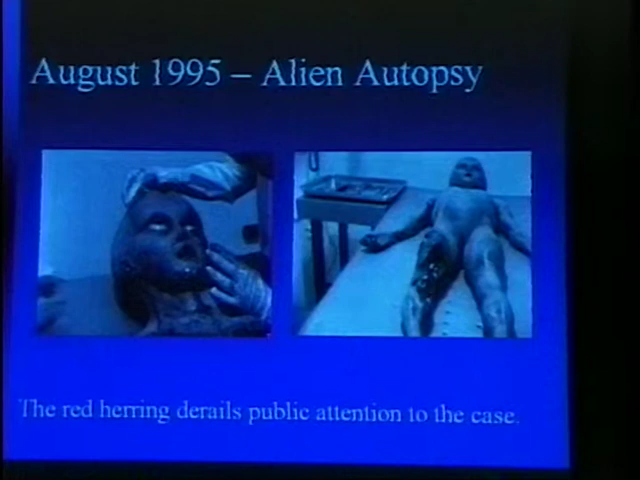 August 1995 – Alien Autopsy
The red herring derails public attention to the case.